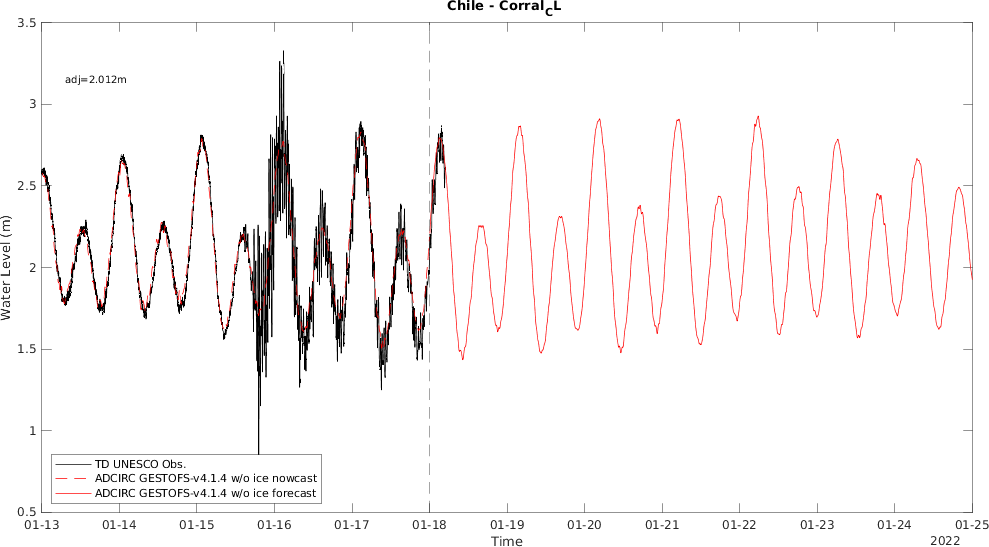 Chile - Corral_CL
adj=2.012m
3.5
3
2.5
2
1.5
1
0.5
Water Level (m)
TD UNESCO Obs.
ADCIRC GESTOFS-v4.1.4 w/o ice nowcast
ADCIRC GESTOFS-v4.1.4 w/o ice forecast
01-13 01-14 01-15 01-16 01-17 01-18 01-19 01-20 01-21 01-22 01-23 01-24 01-25
Time
2022